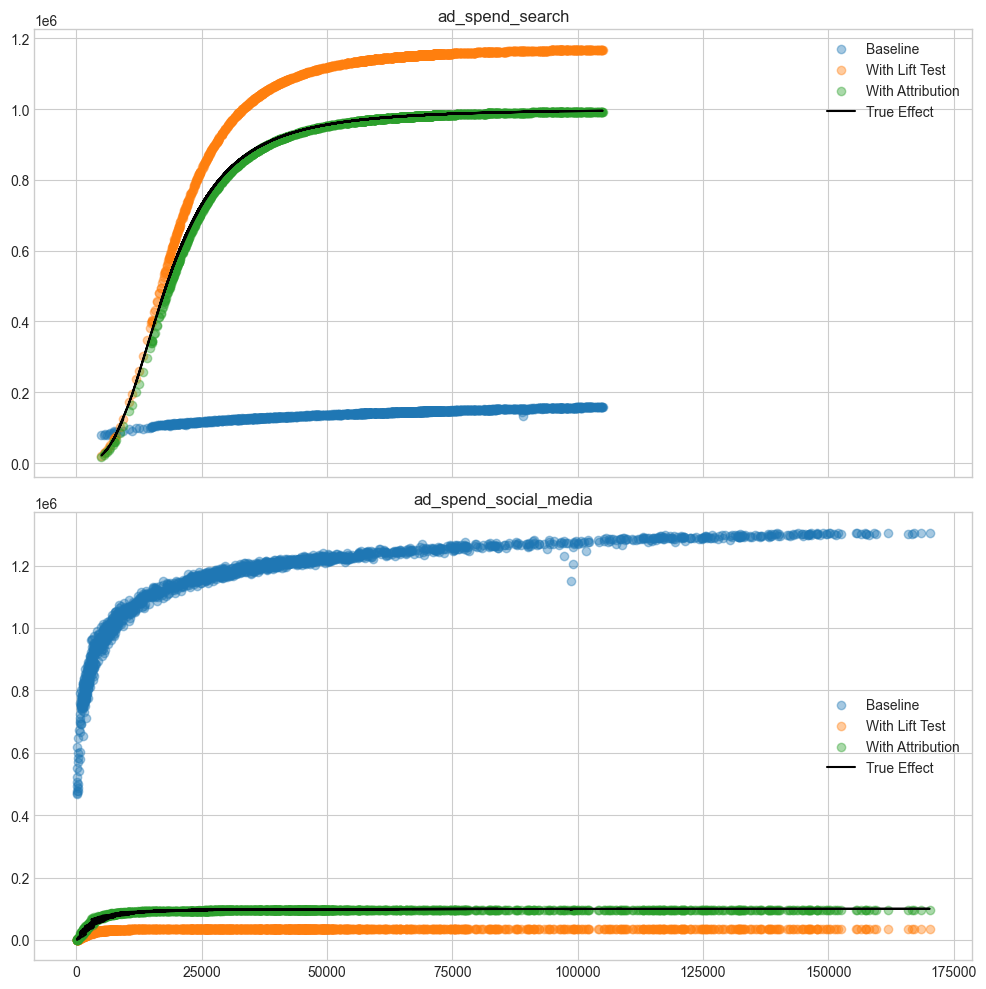 ad_spend_search
1e6
1.2
1.0
0.8
0.6
0.4
0.2
0.0
Baseline
With Lift Test
With Attribution
True Effect
ad_spend_social_media
1e6
1.2
1.0
0.8
0.6
0.4
0.2
0.0
Baseline
With Lift Test
With Attribution
True Effect
0 25000 50000 75000 100000 125000 150000 175000